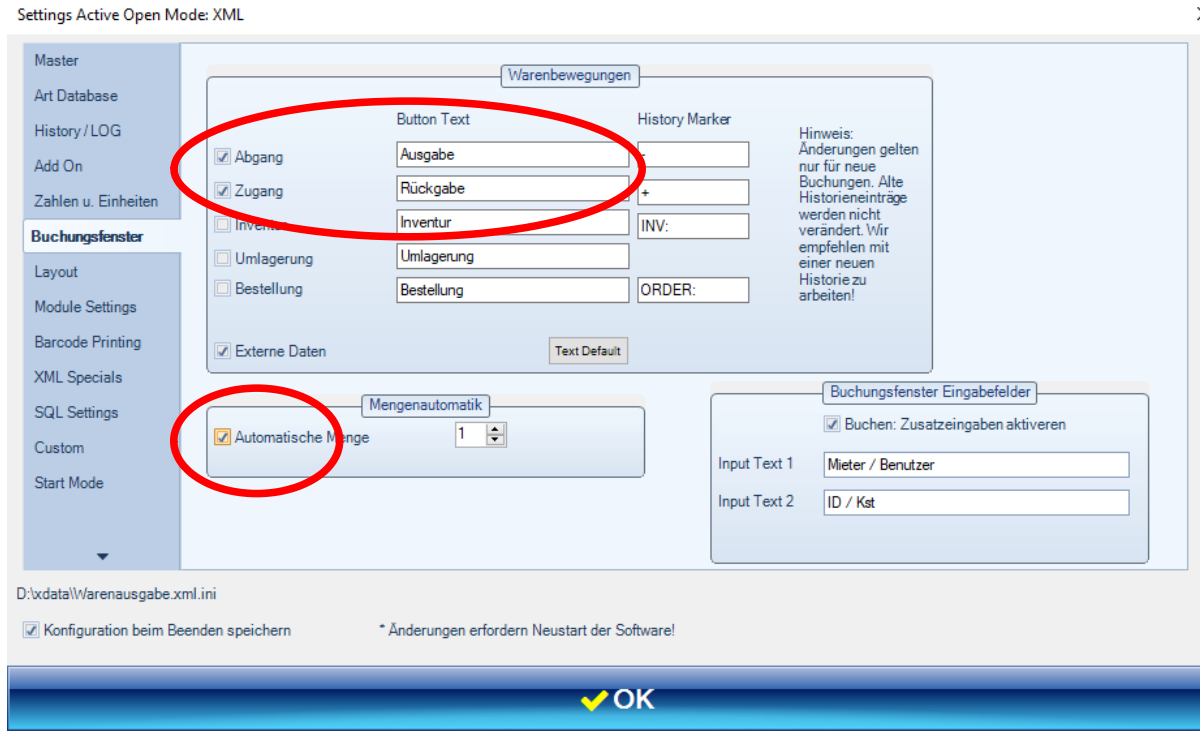 Settings Active Open Mode: XML
Master
Art Database
History / LOG
Add On
Zahlen u. Einheiten
Buchungsfenster
Layout
Module Settings
Barcode Printing
XML Specials
SQL Settings
Custom
Start Mode
Warenbewegungen
Button Text
History Marker
Abgang
Ausgabe
-
Zugang
Rückgabe
+
Inventur
Inventur
INV:
Umlagerung
Umlagerung
Bestellung
Bestellung
ORDER:
Externe Daten
Text Default
Hinweis:
Änderungen gelten
nur für neue
Buchungen. Alte
Historieneinträge
werden nicht
verändert. Wir
empfehlen mit
einer neuen
Historie zu
arbeiten!
Mengenautomatik
Automatische Menge
1
Buchungsfenster Eingabefelder
Buchen: Zusatzeingaben aktiveren
Input Text 1
Mieter / Benutzer
Input Text 2
ID / Kst
D:\xdata\Warenausgabe.xml.ini
Konfiguration beim Beenden speichern
* Änderungen erfordern Neustart der Software!
OK